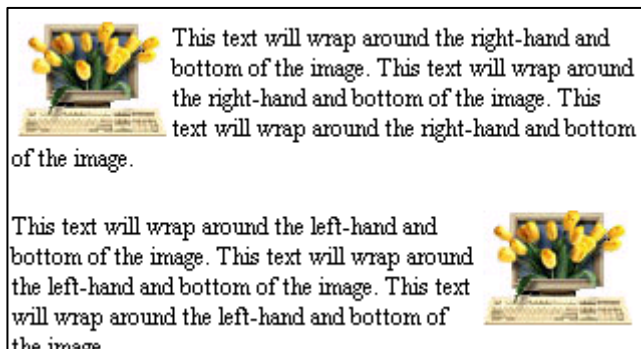 This text will wrap around the right-hand and
bottom of the image. This text will wrap around
the right-hand and bottom of the image. This
text will wrap around the right-hand and bottom
of the image.
This text will wrap around the left-hand and
bottom of the image. This text will wrap around
the left-hand and bottom of the image. This text
will wrap around the left-hand and bottom of
the image.